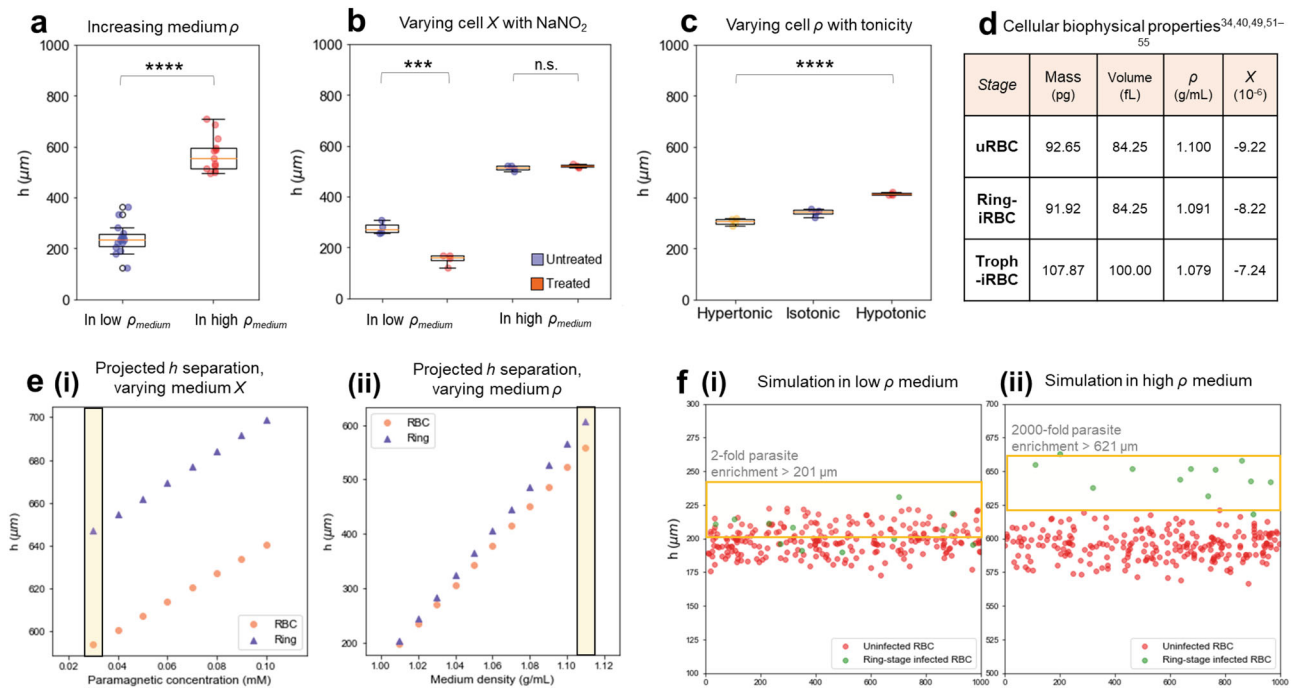 a
Increasing medium ρ
****
h (μm)
1000
800
600
400
200
0
In low ρmedium
In high ρmedium
b
Varying cell X with NaNO2
***
n.s.
h (μm)
1000
800
600
400
200
0
Untreated
Treated
In low ρmedium
In high ρmedium
c
Varying cell ρ with tonicity
****
h (μm)
1000
800
600
400
200
0
Hypertonic
Isotonic
Hypotonic
d
Cellular biophysical properties34,40,49,51–
55
Stage Mass (pg) Volume (fL) ρ (g/mL) X (10-6)
uRBC 92.65 84.25 1.100 -9.22
Ring-iRBC 91.92 84.25 1.091 -8.22
Troph-iRBC 107.87 100.00 1.079 -7.24
e (i)
Projected h separation,
varying medium X
h (μm)
700
680
660
640
620
600
0.02 0.04 0.06 0.08 0.10
Paramagnetic concentration (mM)
RBC
Ring
(ii)
Projected h separation,
varying medium ρ
h (μm)
600
500
400
300
200
1.00 1.02 1.04 1.06 1.08 1.10 1.12
Medium density (g/mL)
RBC
Ring
f (i)
Simulation in low ρ medium
2-fold parasite
enrichment > 201 μm
h (μm)
300
275
250
225
200
175
150
125
100
0 200 400 600 800 1000
Uninfected RBC
Ring-stage infected RBC
(ii)
Simulation in high ρ medium
2000-fold parasite
enrichment > 621 μm
700
675
650
625
600
575
550
525
500
0 200 400 600 800 1000
Uninfected RBC
Ring-stage infected RBC